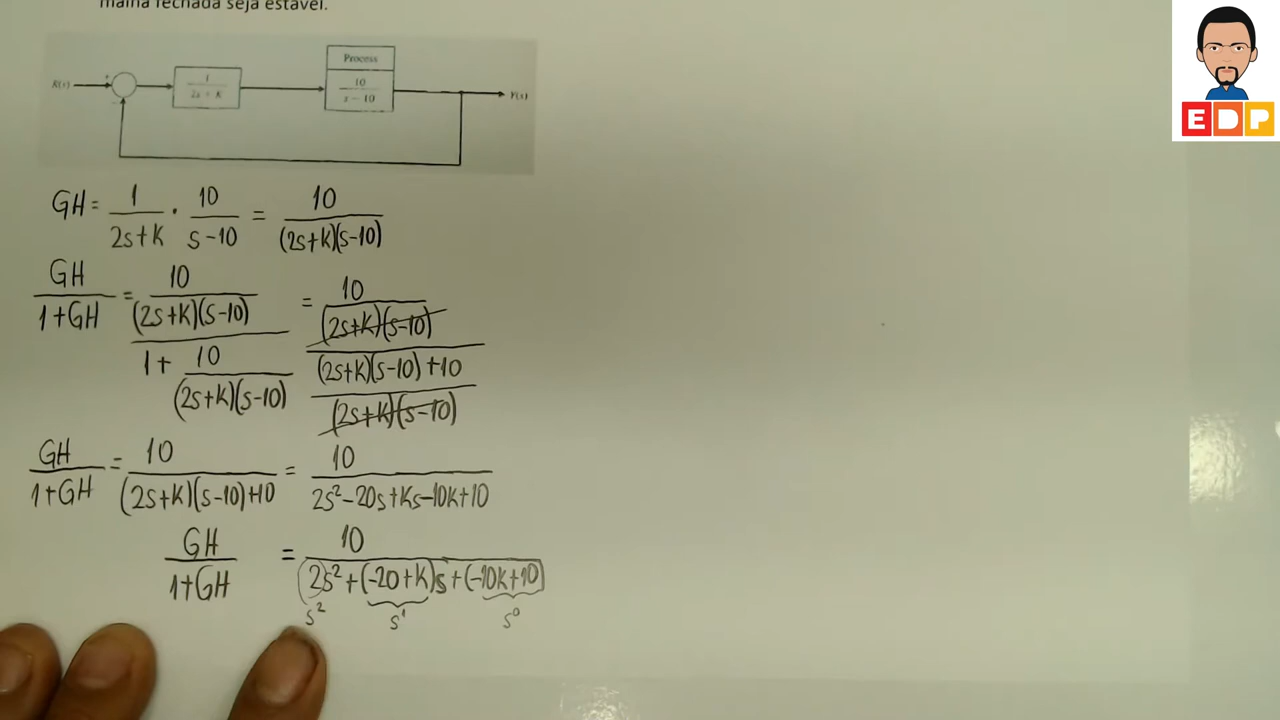 malha fechada seja estável.
Process
R(s) + 1/(2s + K) 10/(s - 10) Y(s)
-
GH = 1/(2s+K) · 10/(s-10) = 10/((2s+K)(s-10))
GH/(1+GH) = (10/((2s+K)(s-10)))/(1 + 10/((2s+K)(s-10))) = (10/((2s+K)(s-10)))/(((2s+K)(s-10)+10)/((2s+K)(s-10)))
GH/(1+GH) = 10/((2s+K)(s-10)+10) = 10/(2s²-20s+Ks-10K+10)
GH/(1+GH) = 10/(2s²+(-20+K)s+(-10K+10))
s² s¹ s⁰
EDP